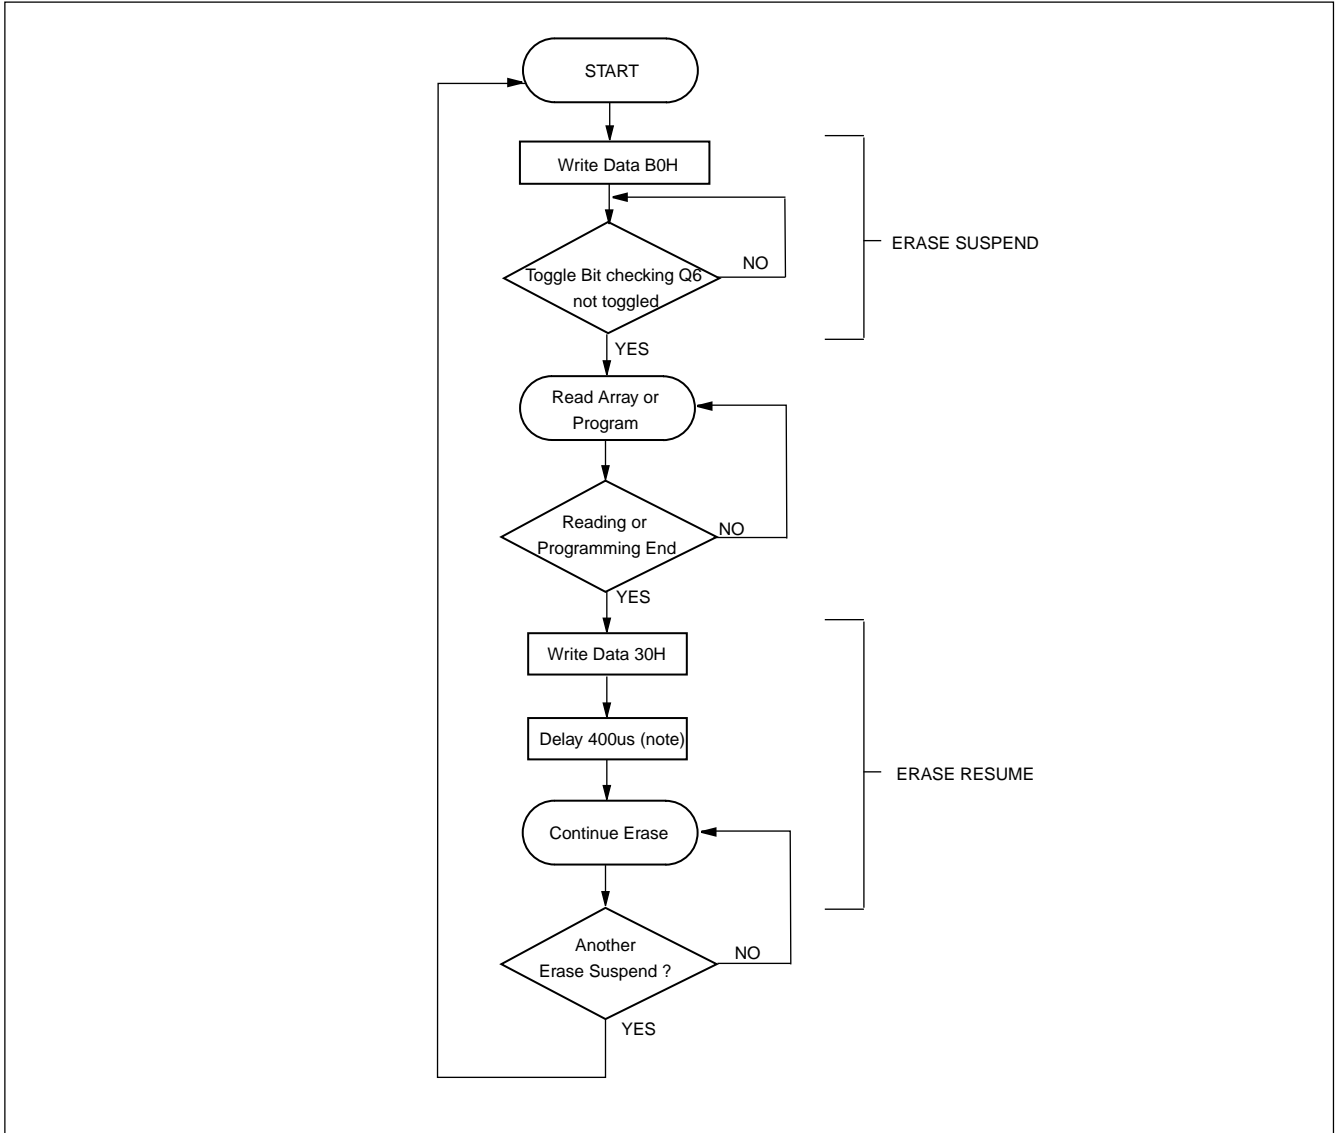 START
Write Data B0H
ERASE SUSPEND
NO
Toggle Bit checking Q6
not toggled
YES
Read Array or
Program
Reading or
NO
Programming End
YES
Write Data 30H
Delay 400us (note)
ERASE RESUME
Continue Erase
Another
NO
Erase Suspend ?
YES